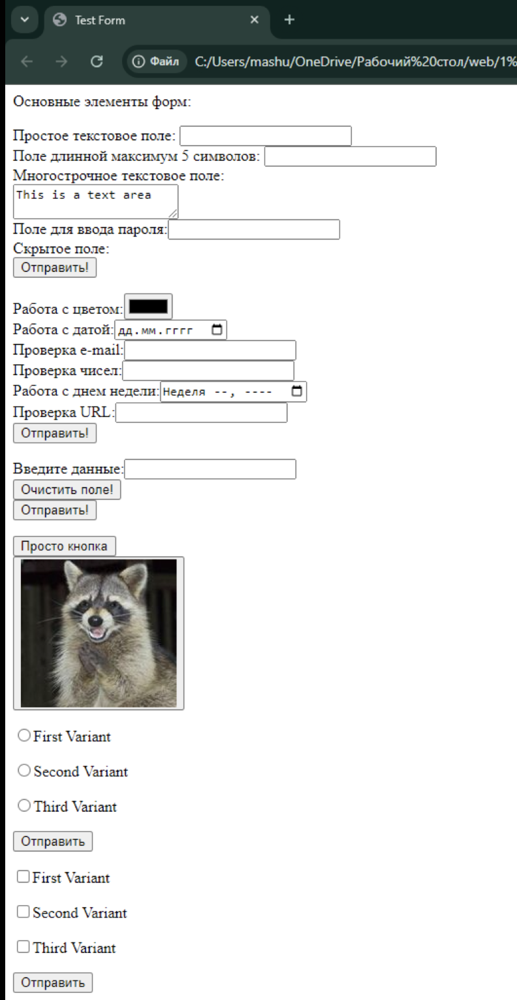 Test Form
Файл C:/Users/mashu/OneDrive/Рабочий%20стол/web/1%
Основные элементы форм:
Простое текстовое поле:
Поле длинной максимум 5 символов:
Многострочное текстовое поле:
This is a text area
Поле для ввода пароля:
Скрытое поле:
Отправить!
Работа с цветом:
Работа с датой: дд.мм.гггг
Проверка e-mail:
Проверка чисел:
Работа с днем недели: Неделя --, ----
Проверка URL:
Отправить!
Введите данные:
Очистить поле!
Отправить!
Просто кнопка
First Variant
Second Variant
Third Variant
Отправить
First Variant
Second Variant
Third Variant
Отправить